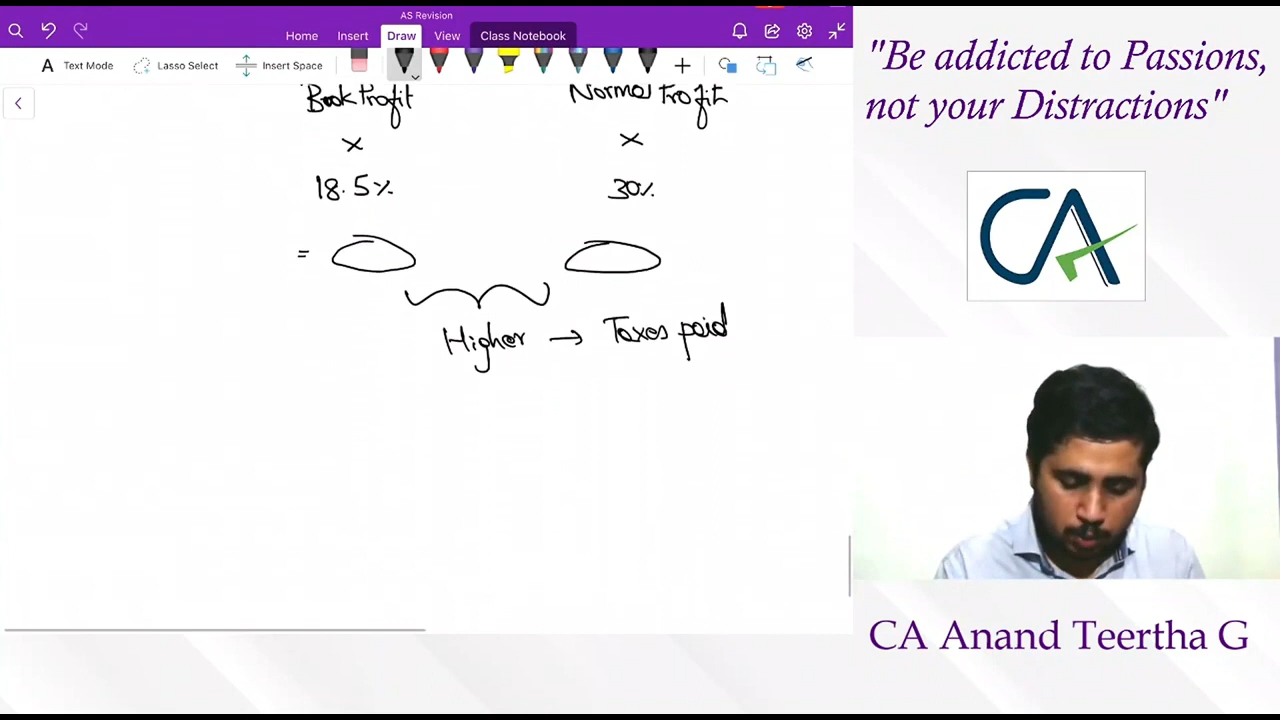 AS Revision
Home Insert Draw View Class Notebook
A Text Mode Lasso Select Insert Space
Book Profit Normal Profit
× ×
18.5% 30%
=
Higher → Taxes paid
"Be addicted to Passions,
not your Distractions"
CA
CA Anand Teertha G